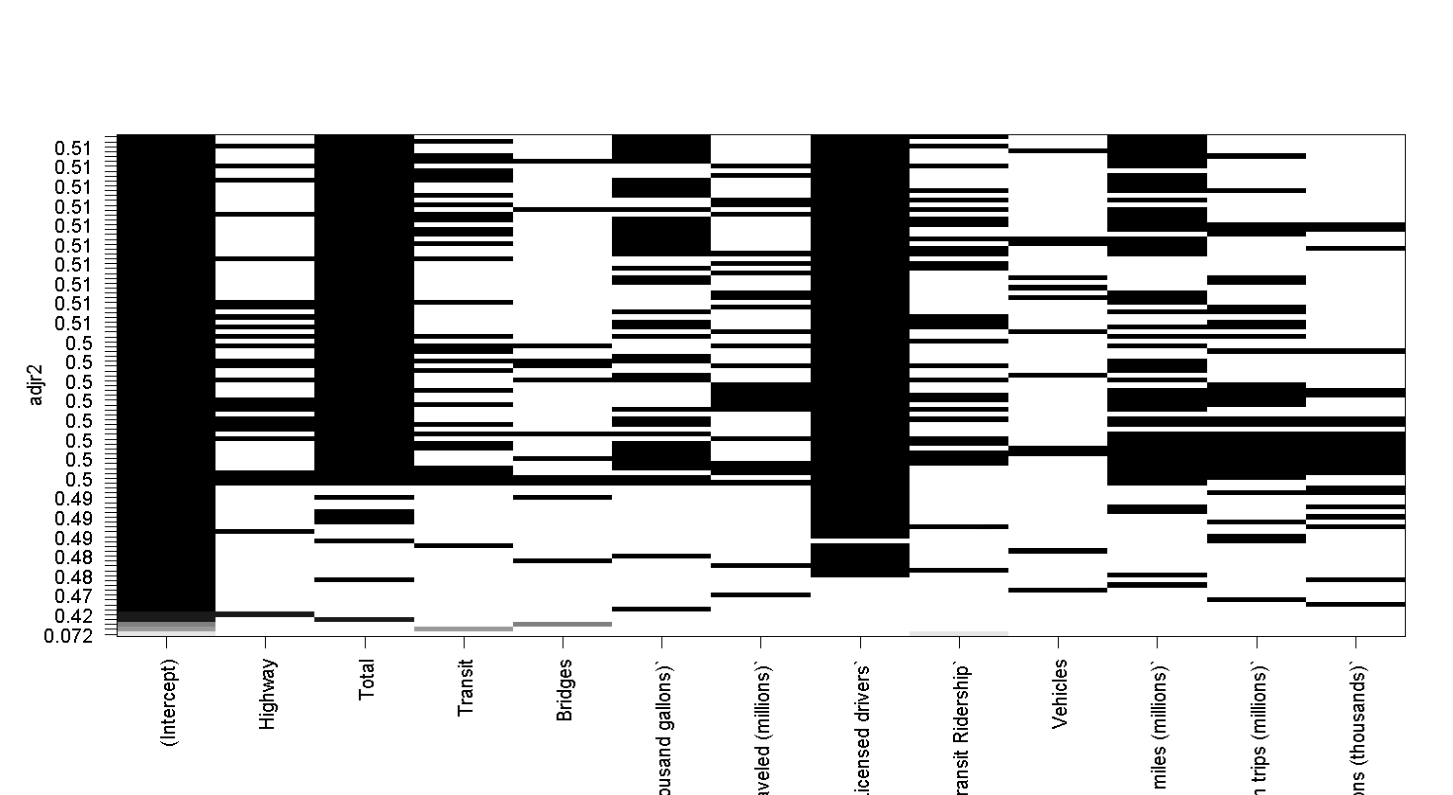 0.51
0.51
0.51
0.51
0.51
0.51
0.51
0.51
0.51
0.51
0.5
0.5
0.5
0.5
0.5
0.5
0.5
0.5
0.49
0.49
0.49
0.48
0.48
0.47
0.42
0.072
adjr2
(Intercept)
Highway
Total
Transit
Bridges
ousand gallons)`
aveled (millions)`
icensed drivers`
ransit Ridership`
Vehicles
miles (millions)`
n trips (millions)`
ons (thousands)`